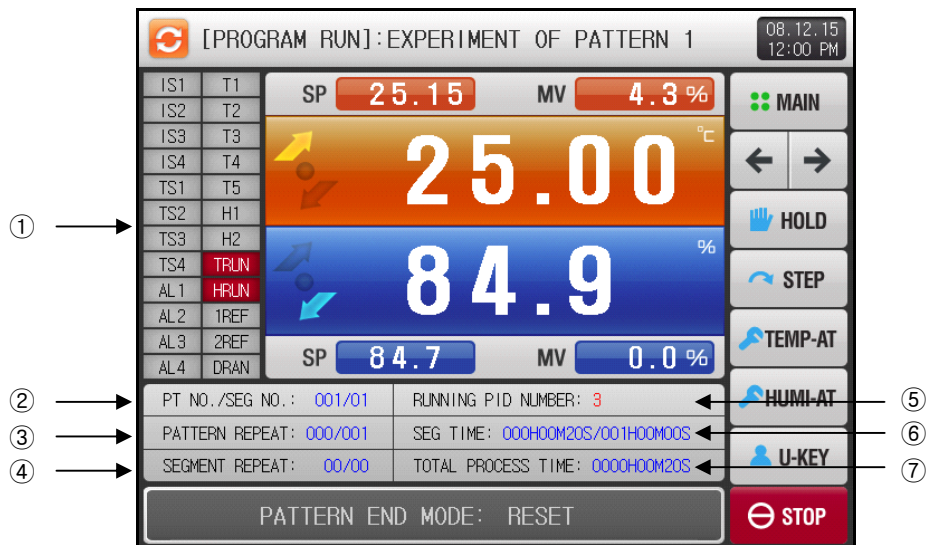 [PROGRAM RUN]:EXPERIMENT OF PATTERN 1
08.12.15
12:00 PM
IS1 T1
IS2 T2
IS3 T3
IS4 T4
TS1 T5
TS2 H1
TS3 H2
TS4 TRUN
AL1 HRUN
AL2 1REF
AL3 2REF
AL4 DRAN
SP 25.15 MV 4.3 %
25.00 ℃
84.9 %
SP 84.7 MV 0.0 %
MAIN
← →
HOLD
STEP
TEMP-AT
HUMI-AT
U-KEY
STOP
PT NO./SEG NO.: 001/01
RUNNING PID NUMBER: 3
PATTERN REPEAT: 000/001
SEG TIME: 000H00M20S/001H00M00S
SEGMENT REPEAT: 00/00
TOTAL PROCESS TIME: 0000H00M20S
PATTERN END MODE: RESET
①
②
③
④
⑤
⑥
⑦